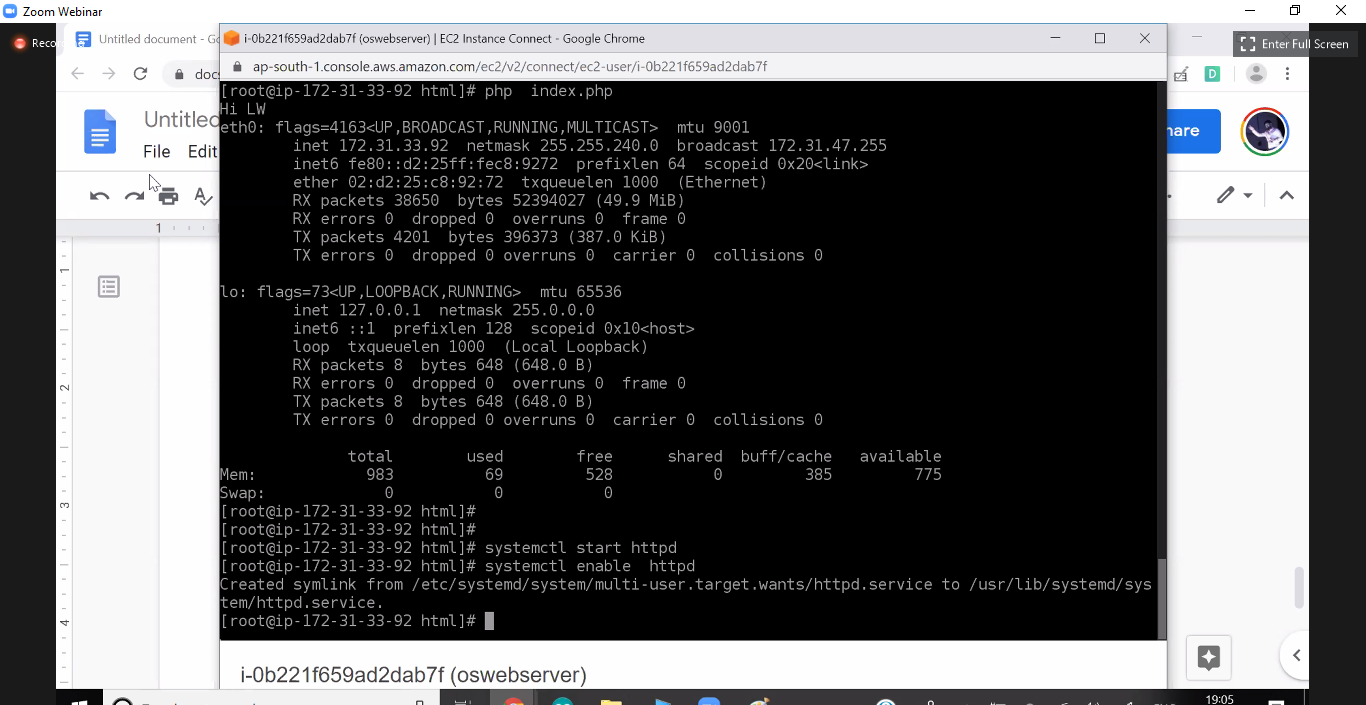 Zoom Webinar
Recor
Untitled document - Go
i-0b221f659ad2dab7f (oswebserver) | EC2 Instance Connect - Google Chrome
Enter Full Screen
docs
ap-south-1.console.aws.amazon.com/ec2/v2/connect/ec2-user/i-0b221f659ad2dab7f
D
Untitled
File Edit
hare
1
1
2
3
4
[root@ip-172-31-33-92 html]# php  index.php
Hi LW
eth0: flags=4163<UP,BROADCAST,RUNNING,MULTICAST>  mtu 9001
inet 172.31.33.92  netmask 255.255.240.0  broadcast 172.31.47.255
inet6 fe80::d2:25ff:fec8:9272  prefixlen 64  scopeid 0x20<link>
ether 02:d2:25:c8:92:72  txqueuelen 1000  (Ethernet)
RX packets 38650  bytes 52394027 (49.9 MiB)
RX errors 0  dropped 0  overruns 0  frame 0
TX packets 4201  bytes 396373 (387.0 KiB)
TX errors 0  dropped 0 overruns 0  carrier 0  collisions 0
lo: flags=73<UP,LOOPBACK,RUNNING>  mtu 65536
inet 127.0.0.1  netmask 255.0.0.0
inet6 ::1  prefixlen 128  scopeid 0x10<host>
loop  txqueuelen 1000  (Local Loopback)
RX packets 8  bytes 648 (648.0 B)
RX errors 0  dropped 0  overruns 0  frame 0
TX packets 8  bytes 648 (648.0 B)
TX errors 0  dropped 0 overruns 0  carrier 0  collisions 0
total        used        free      shared  buff/cache   available
Mem:            983          69         528           0         385         775
Swap:             0           0           0
[root@ip-172-31-33-92 html]#
[root@ip-172-31-33-92 html]#
[root@ip-172-31-33-92 html]# systemctl start httpd
[root@ip-172-31-33-92 html]# systemctl enable  httpd
Created symlink from /etc/systemd/system/multi-user.target.wants/httpd.service to /usr/lib/systemd/sys
tem/httpd.service.
[root@ip-172-31-33-92 html]#
i-0b221f659ad2dab7f (oswebserver)
19:05